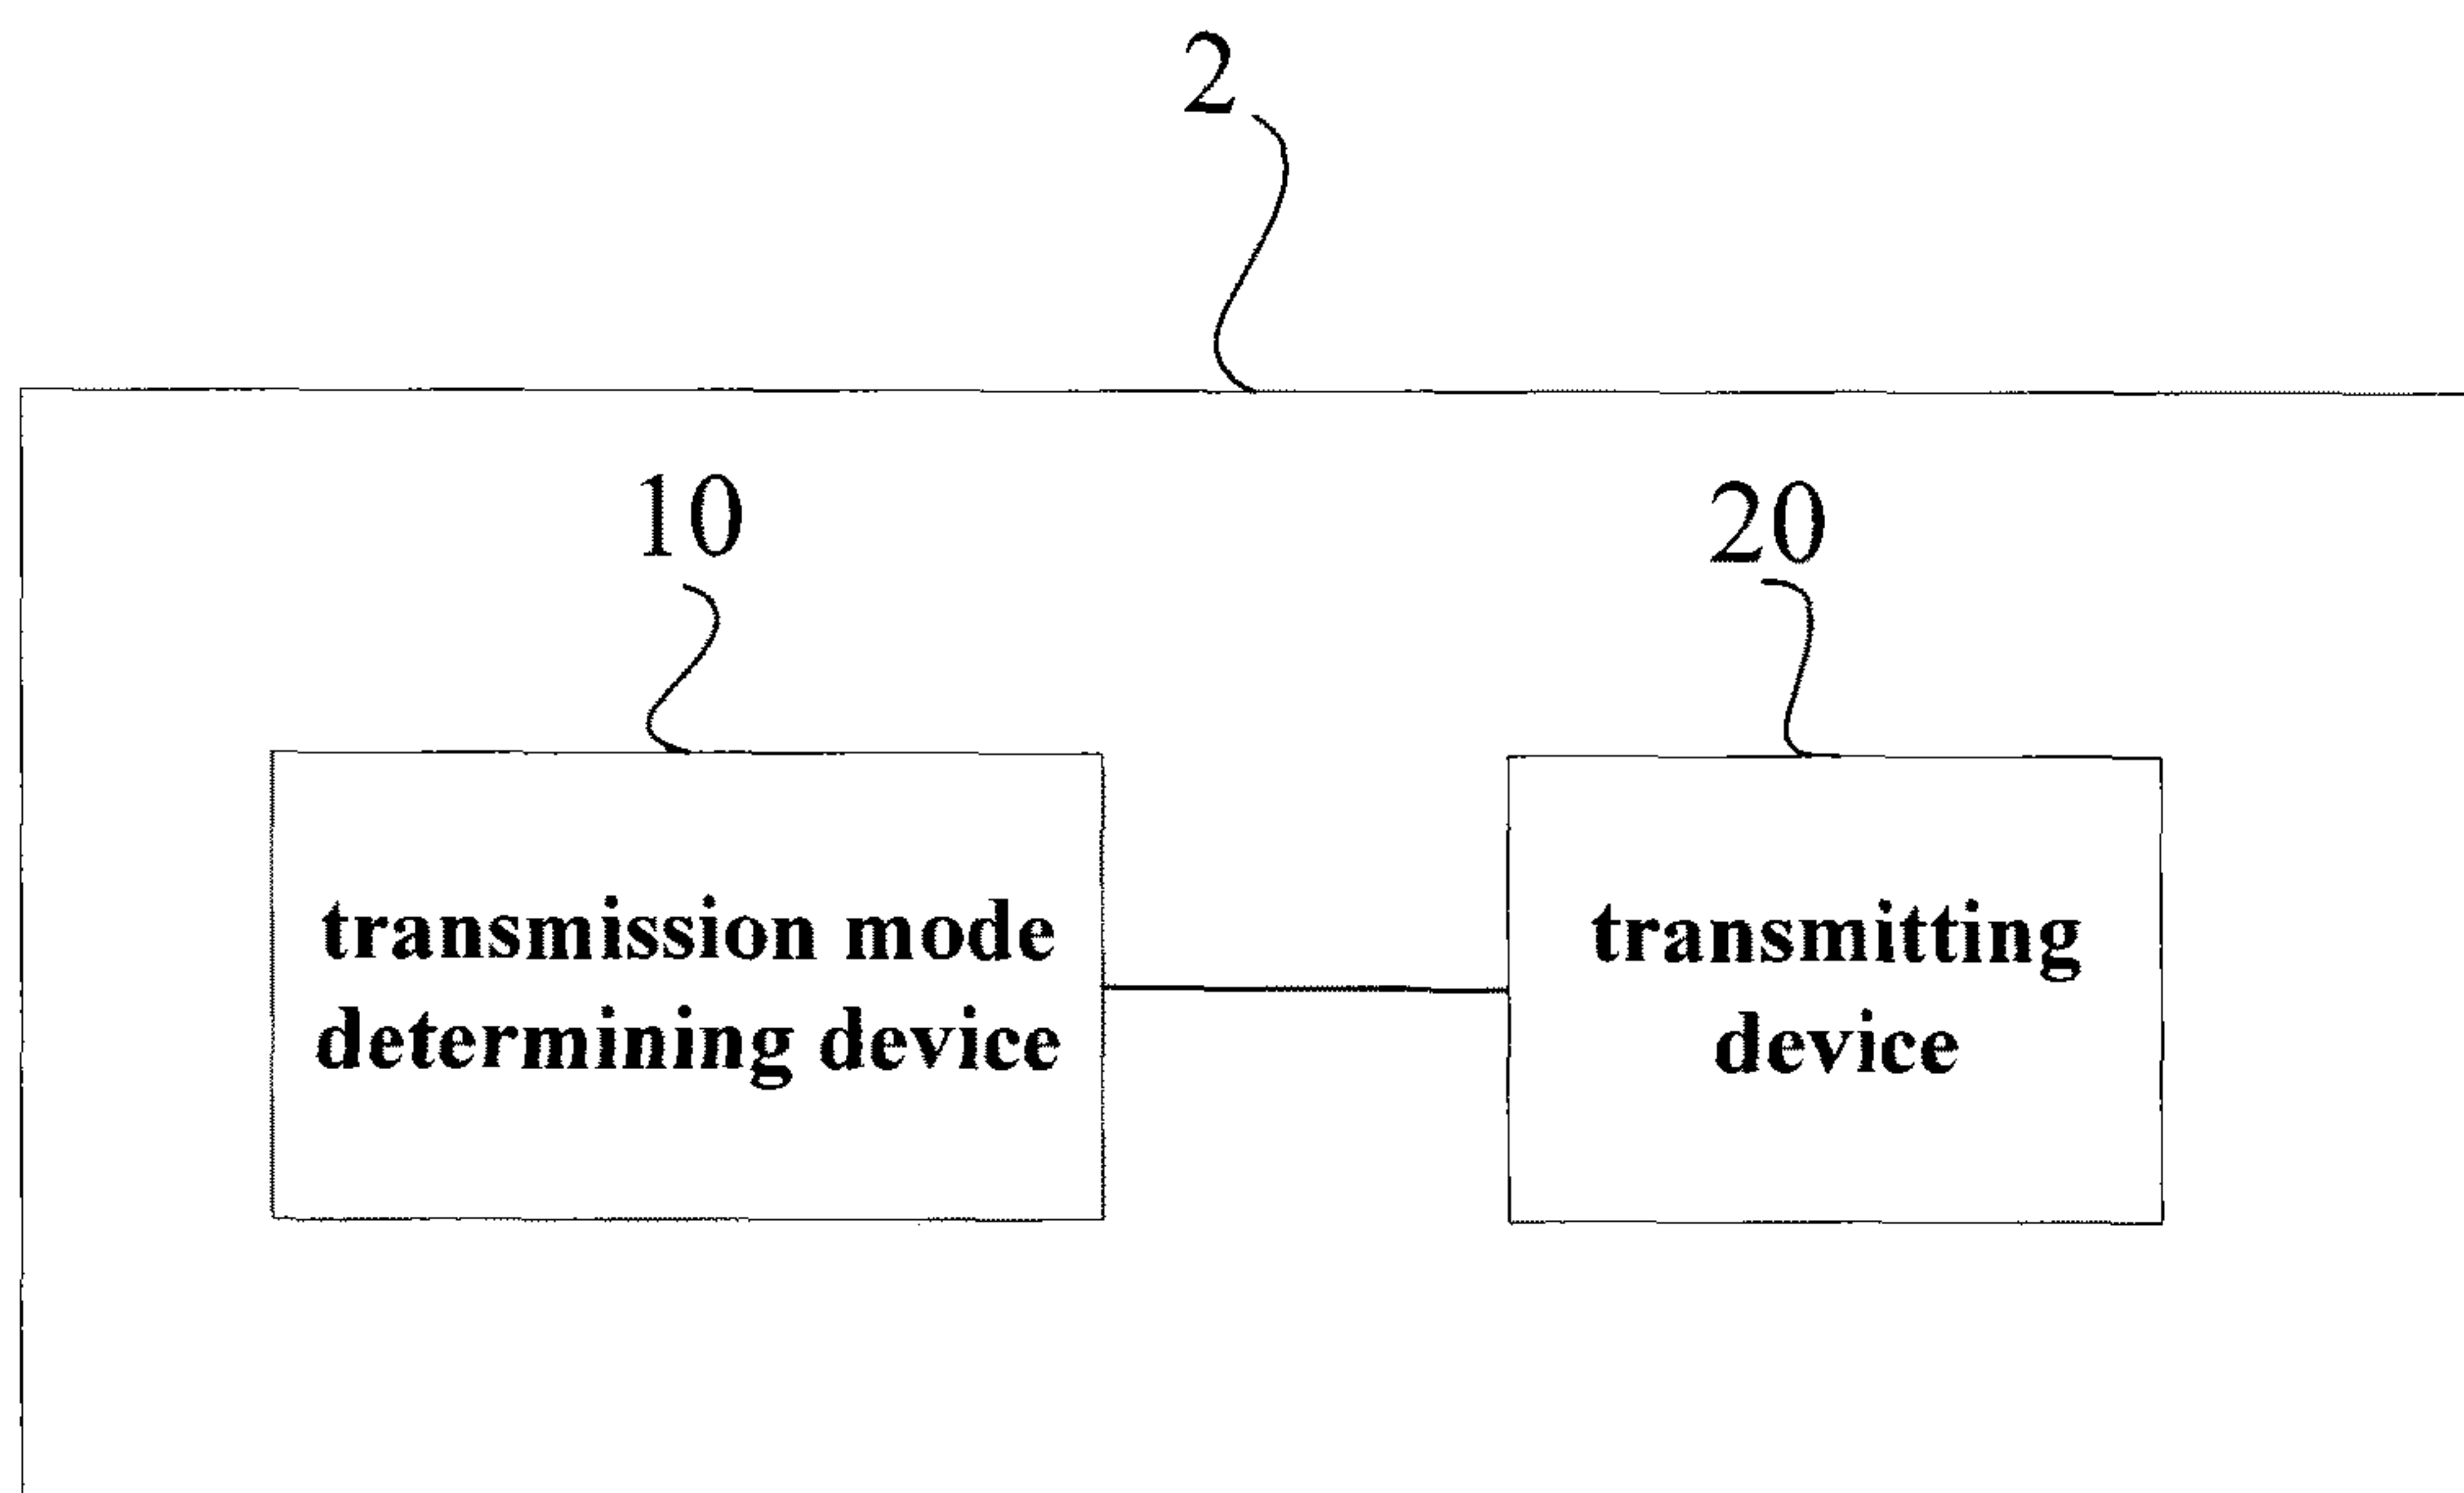 2
10
20
transmission mode
determining device
transmitting
device